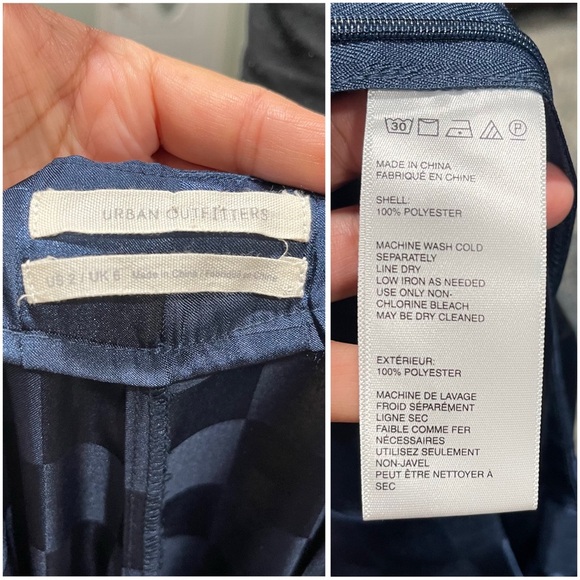 URBAN OUTFITTERS
US 2 / UK 6 Made in China / Fabriqué en Chine
30
P
MADE IN CHINA
FABRIQUÉ EN CHINE
SHELL:
100% POLYESTER
MACHINE WASH COLD
SEPARATELY
LINE DRY
LOW IRON AS NEEDED
USE ONLY NON-
CHLORINE BLEACH
MAY BE DRY CLEANED
EXTÉRIEUR:
100% POLYESTER
MACHINE DE LAVAGE
FROID SÉPARÉMENT
LIGNE SEC
FAIBLE COMME FER
NÉCESSAIRES
UTILISEZ SEULEMENT
NON-JAVEL
PEUT ÊTRE NETTOYER À
SEC